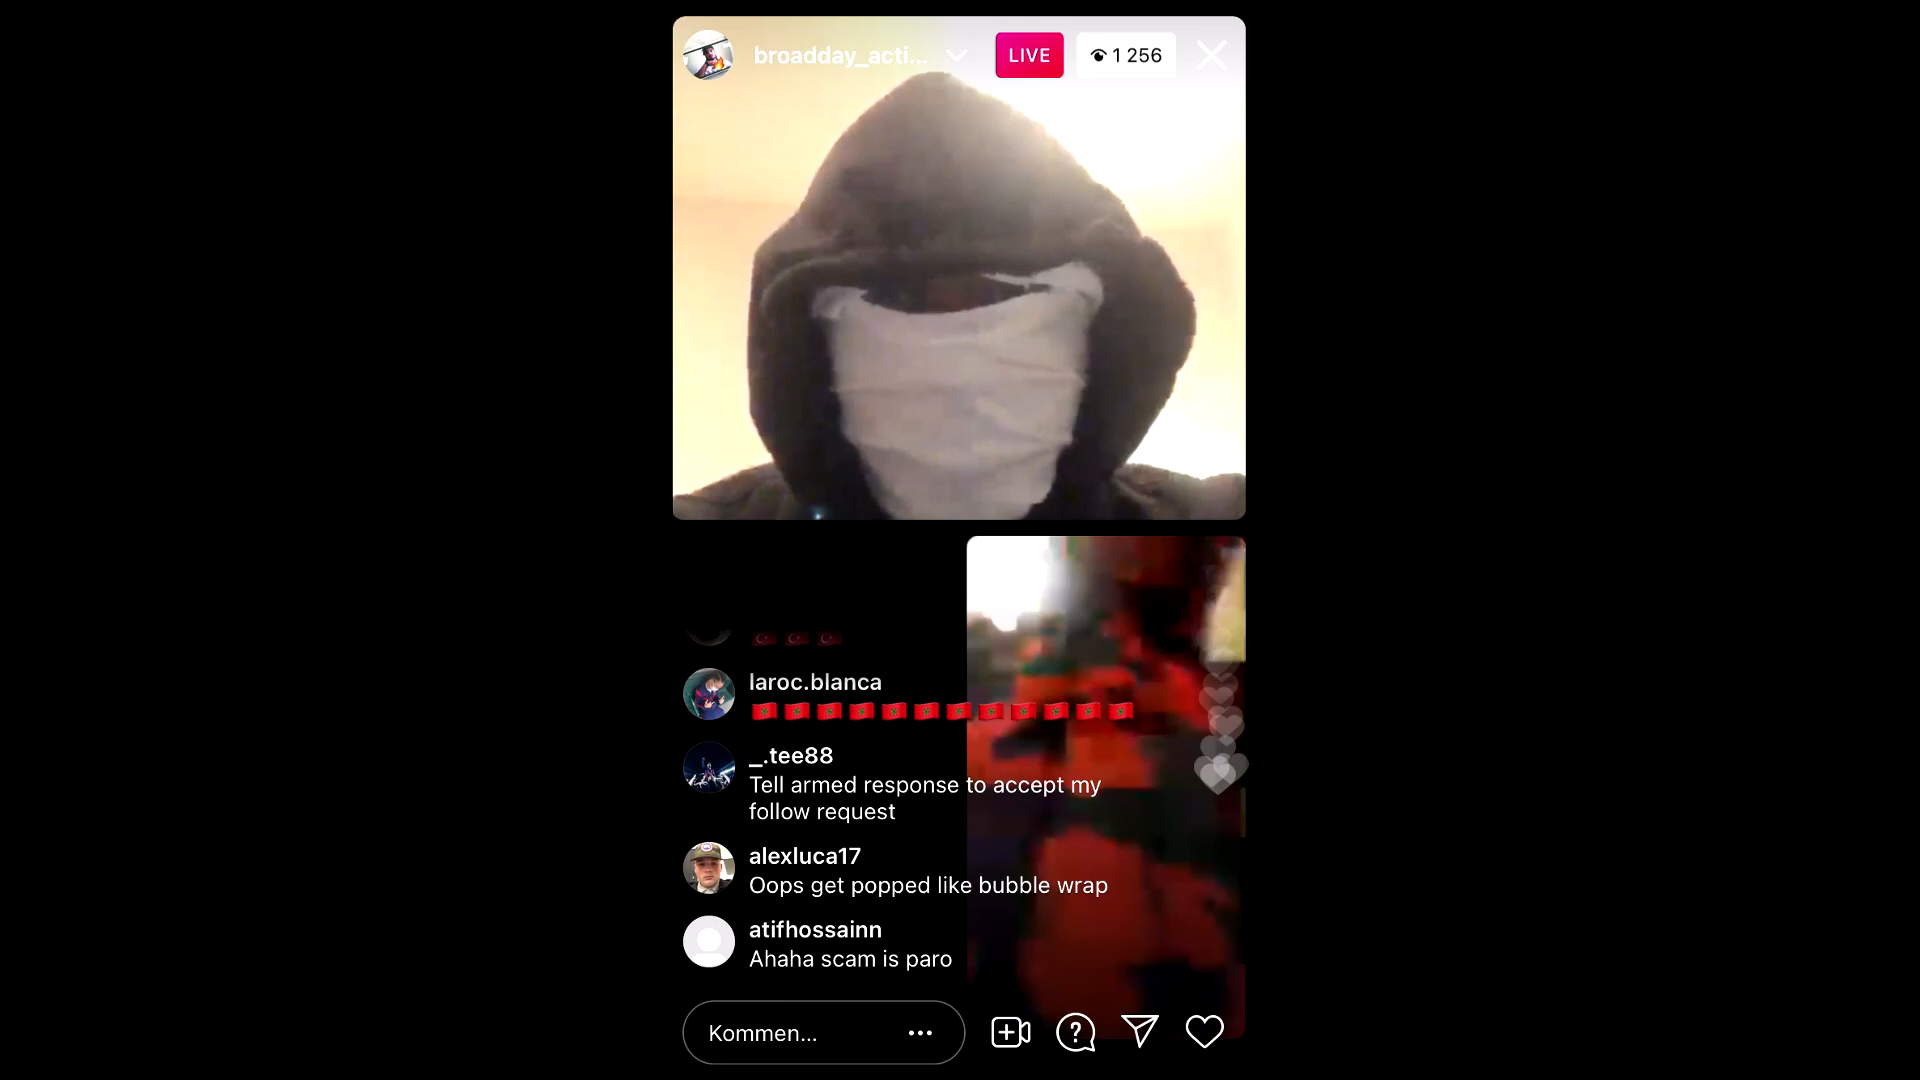 broadday_acti...
LIVE
1 256
laroc.blanca
_.tee88
Tell armed response to accept my
follow request
alexluca17
Oops get popped like bubble wrap
atifhossainn
Ahaha scam is paro
Kommen...